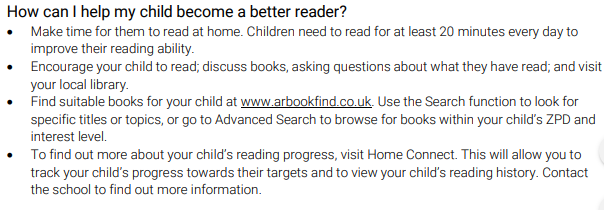 How can I help my child become a better reader?
• Make time for them to read at home. Children need to read for at least 20 minutes every day to
improve their reading ability.
• Encourage your child to read; discuss books, asking questions about what they have read; and visit
your local library.
• Find suitable books for your child at www.arbookfind.co.uk. Use the Search function to look for
specific titles or topics, or go to Advanced Search to browse for books within your child's ZPD and
interest level.
• To find out more about your child's reading progress, visit Home Connect. This will allow you to
track your child's progress towards their targets and to view your child's reading history. Contact
the school to find out more information.